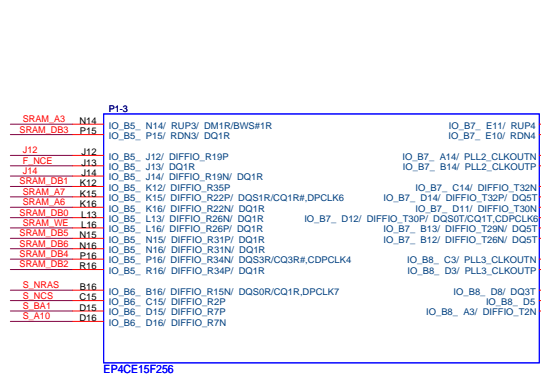 P1-3
SRAM_A3 N14 IO_B5_ N14/ RUP3/ DM1R/BWS#1R IO_B7_ E11/ RUP4
SRAM_DB3 P15 IO_B5_ P15/ RDN3/ DQ1R IO_B7_ E10/ RDN4
J12 J12 IO_B5_ J12/ DIFFIO_R19P IO_B7_ A14/ PLL2_CLKOUTN
F_NCE J13 IO_B5_ J13/ DQ1R IO_B7_ B14/ PLL2_CLKOUTP
J14 J14 IO_B5_ J14/ DIFFIO_R19N/ DQ1R
SRAM_DB1 K12 IO_B5_ K12/ DIFFIO_R35P IO_B7_ C14/ DIFFIO_T32N
SRAM_A7 K15 IO_B5_ K15/ DIFFIO_R22P/ DQS1R/CQ1R#,DPCLK6 IO_B7_ D14/ DIFFIO_T32P/ DQ5T
SRAM_A6 K16 IO_B5_ K16/ DIFFIO_R22N/ DQ1R IO_B7_ D11/ DIFFIO_T30N
SRAM_DB0 L13 IO_B5_ L13/ DIFFIO_R26N/ DQ1R IO_B7_ D12/ DIFFIO_T30P/ DQS0T/CQ1T,CDPCLK6
SRAM_WE L16 IO_B5_ L16/ DIFFIO_R26P/ DQ1R IO_B7_ B13/ DIFFIO_T29N/ DQ5T
SRAM_DB5 N15 IO_B5_ N15/ DIFFIO_R31P/ DQ1R IO_B7_ B12/ DIFFIO_T26N/ DQ5T
SRAM_DB6 N16 IO_B5_ N16/ DIFFIO_R31N/ DQ1R
SRAM_DB4 P16 IO_B5_ P16/ DIFFIO_R34N/ DQS3R/CQ3R#,CDPCLK4 IO_B8_ C3/ PLL3_CLKOUTN
SRAM_DB2 R16 IO_B5_ R16/ DIFFIO_R34P/ DQ1R IO_B8_ D3/ PLL3_CLKOUTP
S_NRAS B16 IO_B6_ B16/ DIFFIO_R15N/ DQS0R/CQ1R,DPCLK7 IO_B8_ D8/ DQ3T
S_NCS C15 IO_B6_ C15/ DIFFIO_R2P IO_B8_ D5
S_BA1 D15 IO_B6_ D15/ DIFFIO_R7P IO_B8_ A3/ DIFFIO_T2N
S_A10 D16 IO_B6_ D16/ DIFFIO_R7N
EP4CE15F256